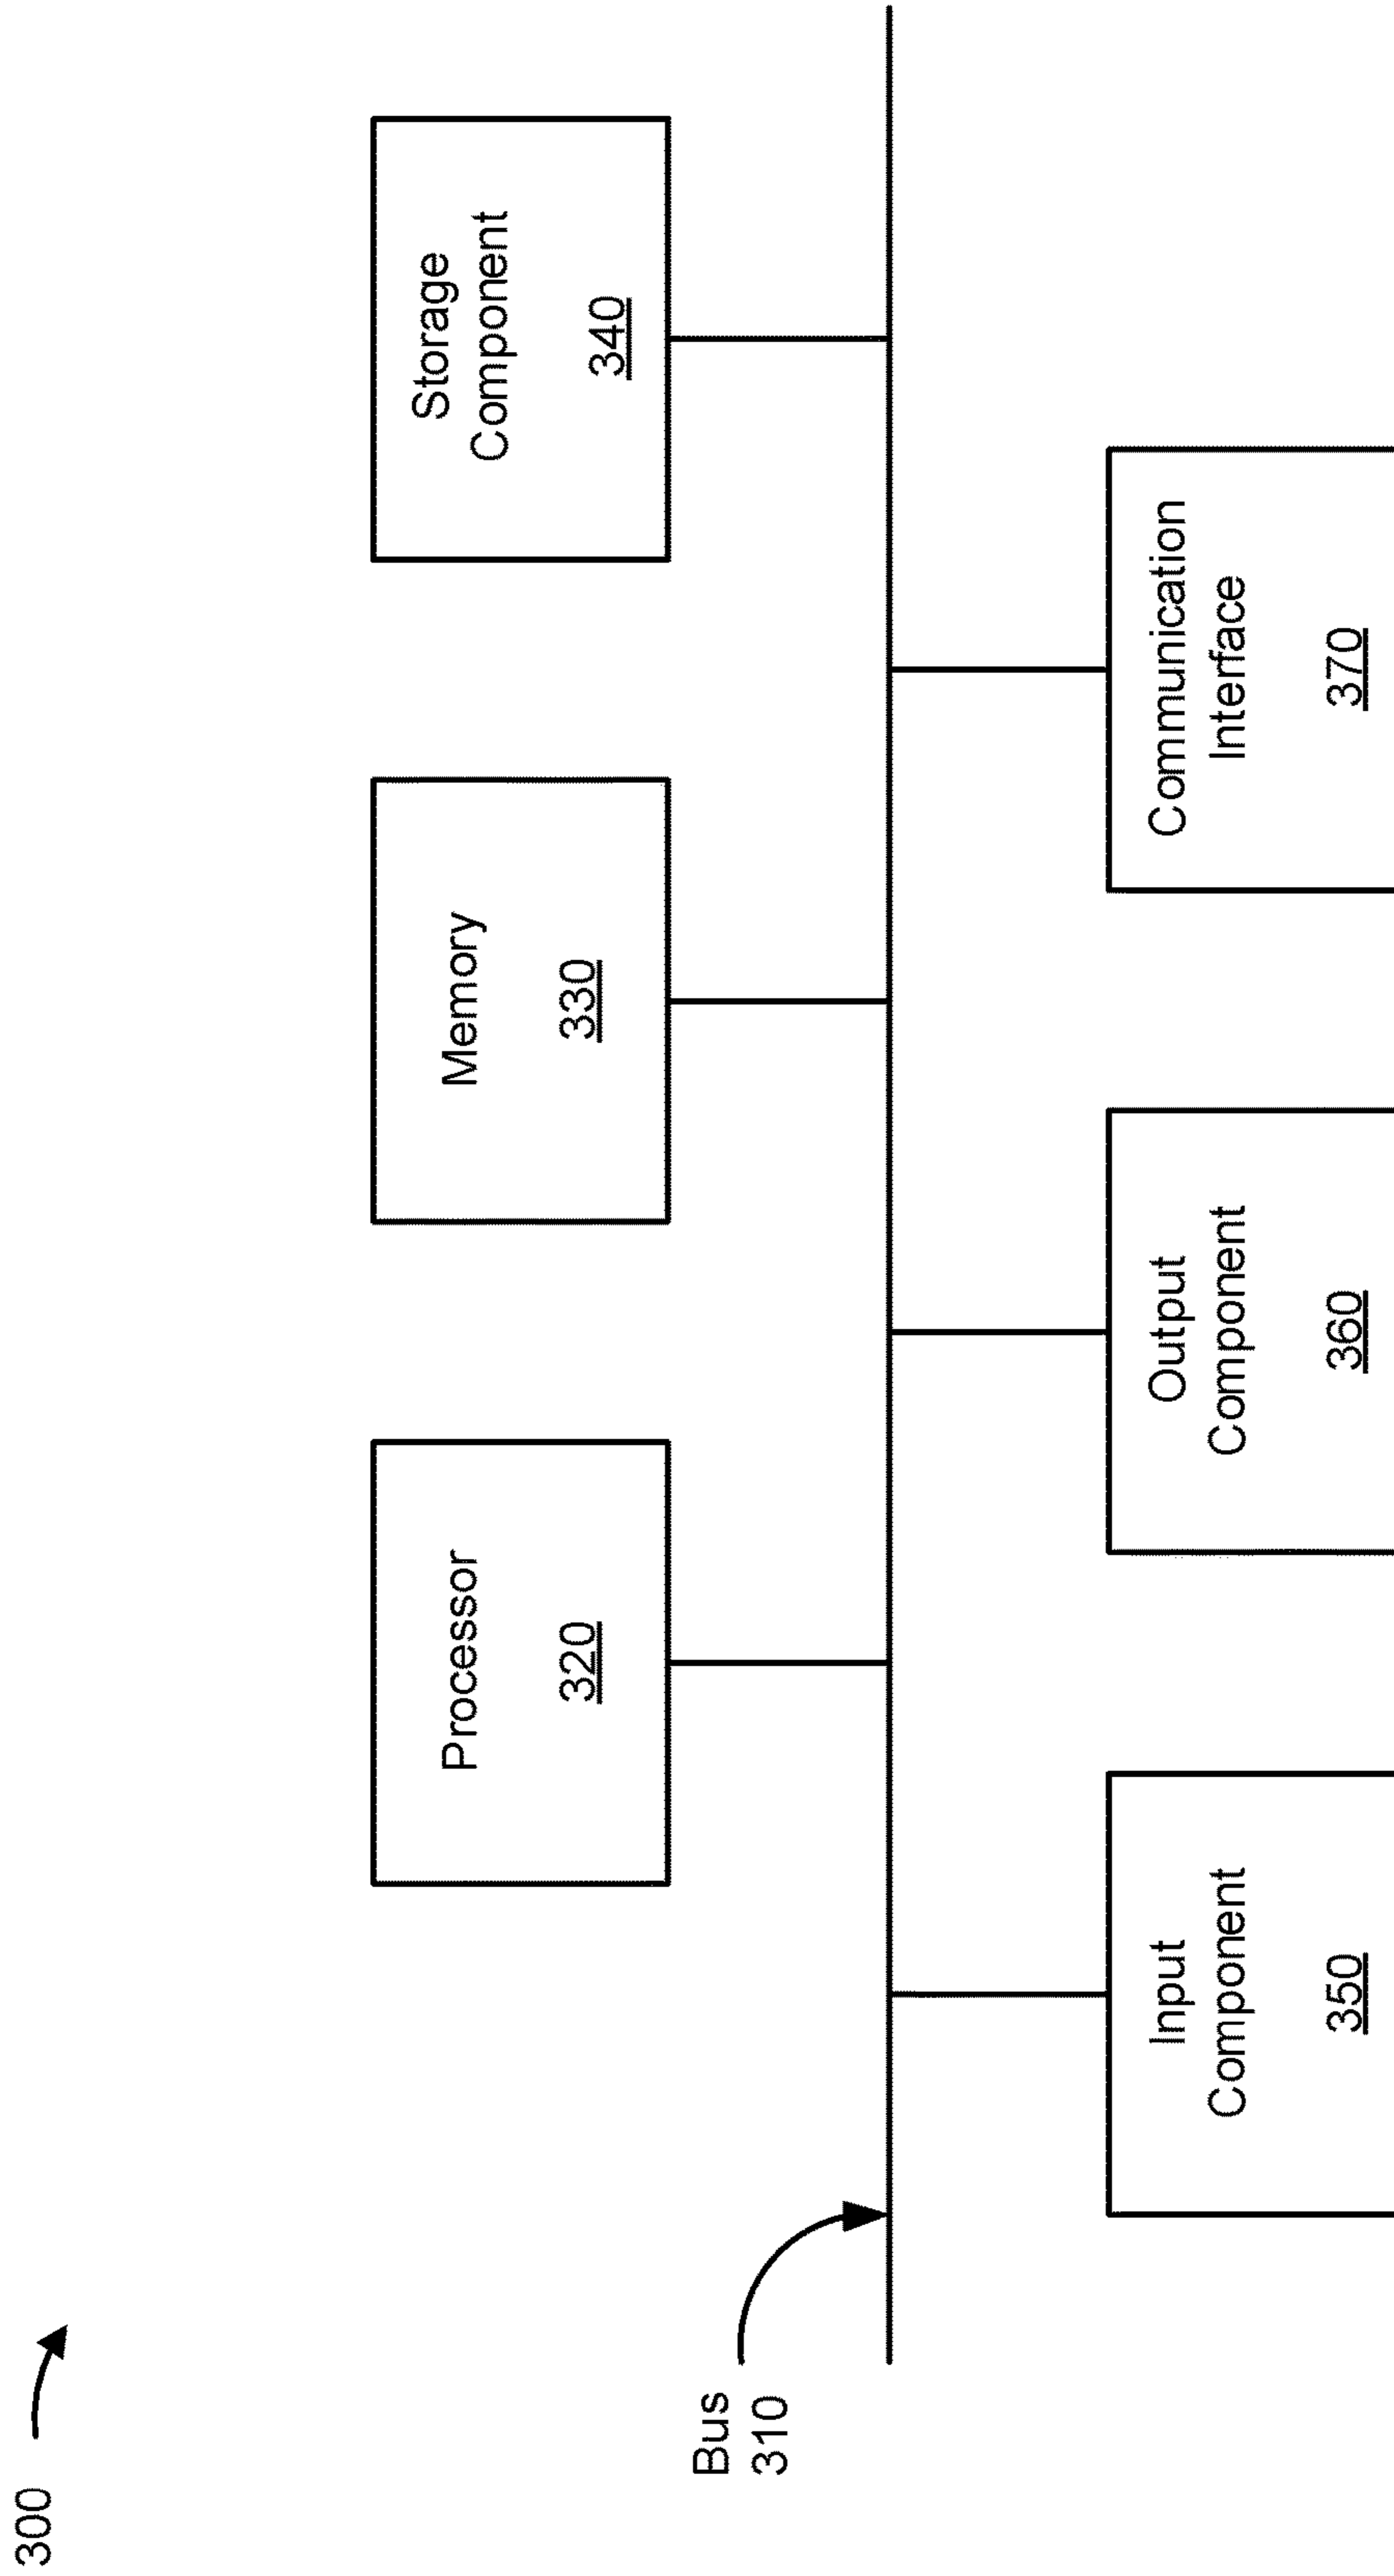 300
Processor
320
Memory
330
Storage
Component
340
Bus
310
Input
Component
350
Output
Component
360
Communication
Interface
370